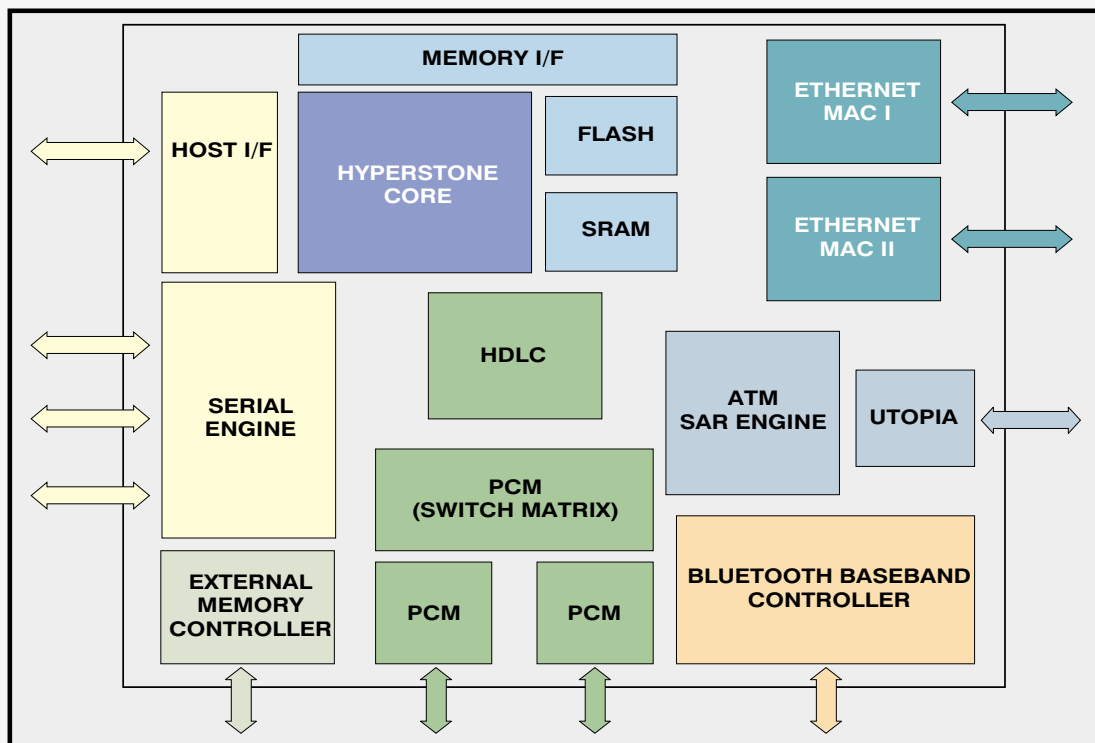 MEMORY I/F
ETHERNET
MAC I
HOST I/F
HYPERSTONE
CORE
FLASH
SRAM
ETHERNET
MAC II
HDLC
SERIAL
ENGINE
ATM
SAR ENGINE
UTOPIA
PCM
(SWITCH MATRIX)
EXTERNAL
MEMORY
CONTROLLER
PCM
PCM
BLUETOOTH BASEBAND
CONTROLLER